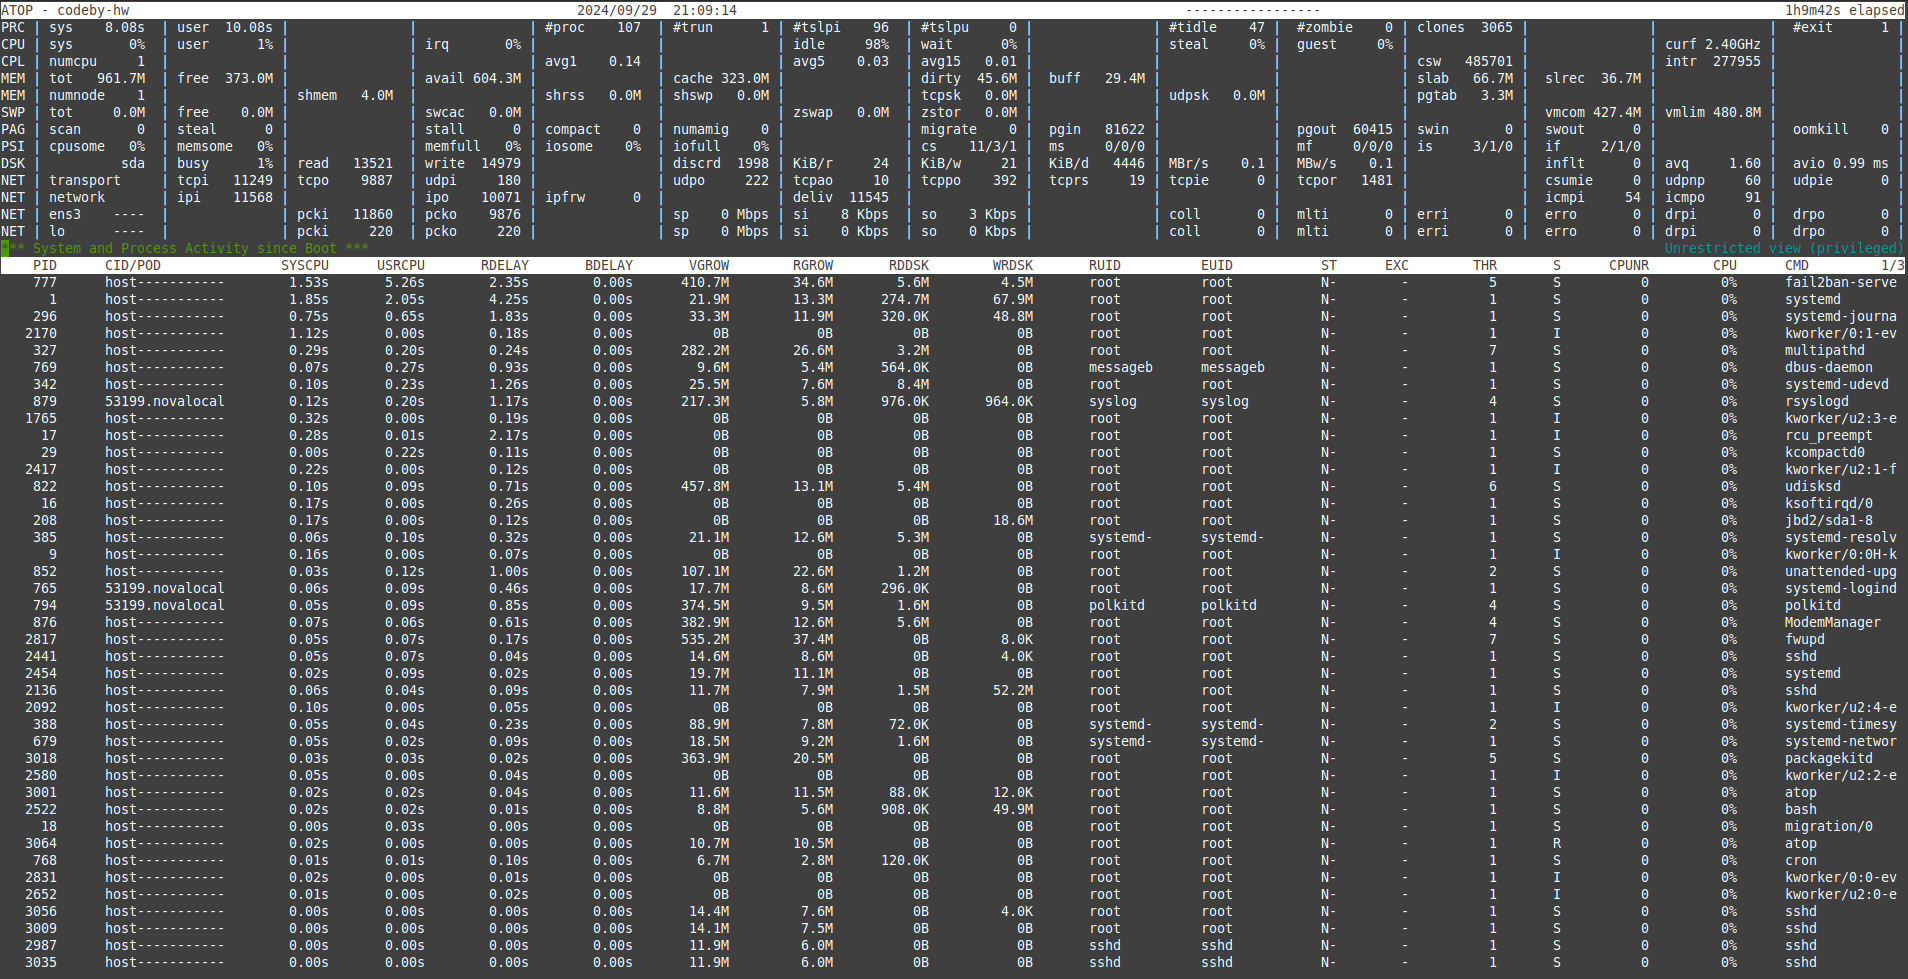 ATOP - codeby-hw 2024/09/29 21:09:14 ---------------- 1h9m42s elapsed
PRC | sys 8.08s | user 10.08s | | | #proc 107 | #trun 1 | #tslpi 96 | #tslpu 0 | | #tidle 47 | #zombie 0 | clones 3065 | | | #exit 1 |
CPU | sys 0% | user 1% | | irq 0% | | | idle 98% | wait 0% | | steal 0% | guest 0% | | | curf 2.40GHz | |
CPL | numcpu 1 | | | | avg1 0.14 | | avg5 0.03 | avg15 0.01 | | | | csw 485701 | | intr 277955 | |
MEM | tot 961.7M | free 373.0M | | avail 604.3M | | cache 323.0M | | dirty 45.6M | buff 29.4M | | | slab 66.7M | slrec 36.7M | | |
MEM | numnode 1 | | shmem 4.0M | | shrss 0.0M | shswp 0.0M | | tcpsk 0.0M | | udpsk 0.0M | | pgtab 3.3M | | | |
SWP | tot 0.0M | free 0.0M | | swcac 0.0M | | | zswap 0.0M | zstor 0.0M | | | | | vmcom 427.4M | vmlim 480.8M | |
PAG | scan 0 | steal 0 | | stall 0 | compact 0 | numamig 0 | | migrate 0 | pgin 81622 | | pgout 60415 | swin 0 | swout 0 | | oomkill 0 |
PSI | cpusome 0% | memsome 0% | | memfull 0% | iosome 0% | iofull 0% | | cs 11/3/1 | ms 0/0/0 | | mf 0/0/0 | is 3/1/0 | if 2/1/0 | | |
DSK | sda | busy 1% | read 13521 | write 14979 | | discrd 1998 | KiB/r 24 | KiB/w 21 | KiB/d 4446 | MBr/s 0.1 | MBw/s 0.1 | | inflt 0 | avq 1.60 | avio 0.99 ms |
NET | transport | tcpi 11249 | tcpo 9887 | udpi 180 | | udpo 222 | tcpao 10 | tcppo 392 | tcprs 19 | tcpie 0 | tcpor 1481 | | csumie 0 | udpnp 60 | udpie 0 |
NET | network | ipi 11568 | | ipo 10071 | ipfrw 0 | | deliv 11545 | | | | | | icmpi 54 | icmpo 91 | |
NET | ens3 ---- | | pcki 11860 | pcko 9876 | | sp 0 Mbps | si 8 Kbps | so 3 Kbps | | coll 0 | mlti 0 | erri 0 | erro 0 | drpi 0 | drpo 0 |
NET | lo ---- | | pcki 220 | pcko 220 | | sp 0 Mbps | si 0 Kbps | so 0 Kbps | | coll 0 | mlti 0 | erri 0 | erro 0 | drpi 0 | drpo 0 |
*** System and Process Activity since Boot *** Unrestricted view (privileged)
PID CID/POD SYSCPU USRCPU RDELAY BDELAY VGROW RGROW RDDSK WRDSK RUID EUID ST EXC THR S CPUNR CPU CMD 1/3
777 host----------- 1.53s 5.26s 2.35s 0.00s 410.7M 34.6M 5.6M 4.5M root root N- - 5 S 0 0% fail2ban-serve
1 host----------- 1.85s 2.05s 4.25s 0.00s 21.9M 13.3M 274.7M 67.9M root root N- - 1 S 0 0% systemd
296 host----------- 0.75s 0.65s 1.83s 0.00s 33.3M 11.9M 320.0K 48.8M root root N- - 1 S 0 0% systemd-journa
2170 host----------- 1.12s 0.00s 0.18s 0.00s 0B 0B 0B 0B root root N- - 1 I 0 0% kworker/0:1-ev
327 host----------- 0.29s 0.20s 0.24s 0.00s 282.2M 26.6M 3.2M 0B root root N- - 7 S 0 0% multipathd
769 host----------- 0.07s 0.27s 0.93s 0.00s 9.6M 5.4M 564.0K 0B messageb messageb N- - 1 S 0 0% dbus-daemon
342 host----------- 0.10s 0.23s 1.26s 0.00s 25.5M 7.6M 8.4M 0B root root N- - 1 S 0 0% systemd-udevd
879 53199.novalocal 0.12s 0.20s 1.17s 0.00s 217.3M 5.8M 976.0K 964.0K syslog syslog N- - 4 S 0 0% rsyslogd
1765 host----------- 0.32s 0.00s 0.19s 0.00s 0B 0B 0B 0B root root N- - 1 I 0 0% kworker/u2:3-e
17 host----------- 0.28s 0.01s 2.17s 0.00s 0B 0B 0B 0B root root N- - 1 I 0 0% rcu_preempt
29 host----------- 0.00s 0.22s 0.11s 0.00s 0B 0B 0B 0B root root N- - 1 S 0 0% kcompactd0
2417 host----------- 0.22s 0.00s 0.12s 0.00s 0B 0B 0B 0B root root N- - 1 I 0 0% kworker/u2:1-f
822 host----------- 0.10s 0.09s 0.71s 0.00s 457.8M 13.1M 5.4M 0B root root N- - 6 S 0 0% udisksd
16 host----------- 0.17s 0.00s 0.26s 0.00s 0B 0B 0B 0B root root N- - 1 S 0 0% ksoftirqd/0
208 host----------- 0.17s 0.00s 0.12s 0.00s 0B 0B 0B 18.6M root root N- - 1 S 0 0% jbd2/sda1-8
385 host----------- 0.06s 0.10s 0.32s 0.00s 21.1M 12.6M 5.3M 0B systemd- systemd- N- - 1 S 0 0% systemd-resolv
9 host----------- 0.16s 0.00s 0.07s 0.00s 0B 0B 0B 0B root root N- - 1 I 0 0% kworker/0:0H-k
852 host----------- 0.03s 0.12s 1.00s 0.00s 107.1M 22.6M 1.2M 0B root root N- - 2 S 0 0% unattended-upg
765 53199.novalocal 0.06s 0.09s 0.46s 0.00s 17.7M 8.6M 296.0K 0B root root N- - 1 S 0 0% systemd-logind
794 53199.novalocal 0.05s 0.09s 0.85s 0.00s 374.5M 9.5M 1.6M 0B polkitd polkitd N- - 4 S 0 0% polkitd
876 host----------- 0.07s 0.06s 0.61s 0.00s 382.9M 12.6M 5.6M 0B root root N- - 4 S 0 0% ModemManager
2817 host----------- 0.05s 0.07s 0.17s 0.00s 535.2M 37.4M 0B 8.0K root root N- - 7 S 0 0% fwupd
2441 host----------- 0.05s 0.07s 0.04s 0.00s 14.6M 8.6M 0B 4.0K root root N- - 1 S 0 0% sshd
2454 host----------- 0.02s 0.09s 0.02s 0.00s 19.7M 11.1M 0B 0B root root N- - 1 S 0 0% systemd
2136 host----------- 0.06s 0.04s 0.09s 0.00s 11.7M 7.9M 1.5M 52.2M root root N- - 1 S 0 0% sshd
2092 host----------- 0.10s 0.00s 0.05s 0.00s 0B 0B 0B 0B root root N- - 1 I 0 0% kworker/u2:4-e
388 host----------- 0.05s 0.04s 0.23s 0.00s 88.9M 7.8M 72.0K 0B systemd- systemd- N- - 2 S 0 0% systemd-timesy
679 host----------- 0.05s 0.02s 0.09s 0.00s 18.5M 9.2M 1.6M 0B systemd- systemd- N- - 1 S 0 0% systemd-networ
3018 host----------- 0.03s 0.03s 0.02s 0.00s 363.9M 20.5M 0B 0B root root N- - 5 S 0 0% packagekitd
2580 host----------- 0.05s 0.00s 0.04s 0.00s 0B 0B 0B 0B root root N- - 1 I 0 0% kworker/u2:2-e
3001 host----------- 0.02s 0.02s 0.04s 0.00s 11.6M 11.5M 88.0K 12.0K root root N- - 1 S 0 0% atop
2522 host----------- 0.02s 0.02s 0.01s 0.00s 8.8M 5.6M 908.0K 49.9M root root N- - 1 S 0 0% bash
18 host----------- 0.00s 0.03s 0.00s 0.00s 0B 0B 0B 0B root root N- - 1 S 0 0% migration/0
3064 host----------- 0.02s 0.00s 0.00s 0.00s 10.7M 10.5M 0B 0B root root N- - 1 R 0 0% atop
768 host----------- 0.01s 0.01s 0.10s 0.00s 6.7M 2.8M 120.0K 0B root root N- - 1 S 0 0% cron
2831 host----------- 0.02s 0.00s 0.01s 0.00s 0B 0B 0B 0B root root N- - 1 I 0 0% kworker/0:0-ev
2652 host----------- 0.01s 0.00s 0.02s 0.00s 0B 0B 0B 0B root root N- - 1 I 0 0% kworker/u2:0-e
3056 host----------- 0.00s 0.00s 0.00s 0.00s 14.4M 7.6M 0B 4.0K root root N- - 1 S 0 0% sshd
3009 host----------- 0.00s 0.00s 0.00s 0.00s 14.1M 7.5M 0B 0B root root N- - 1 S 0 0% sshd
2987 host----------- 0.00s 0.00s 0.00s 0.00s 11.9M 6.0M 0B 0B sshd sshd N- - 1 S 0 0% sshd
3035 host----------- 0.00s 0.00s 0.00s 0.00s 11.9M 6.0M 0B 0B sshd sshd N- - 1 S 0 0% sshd